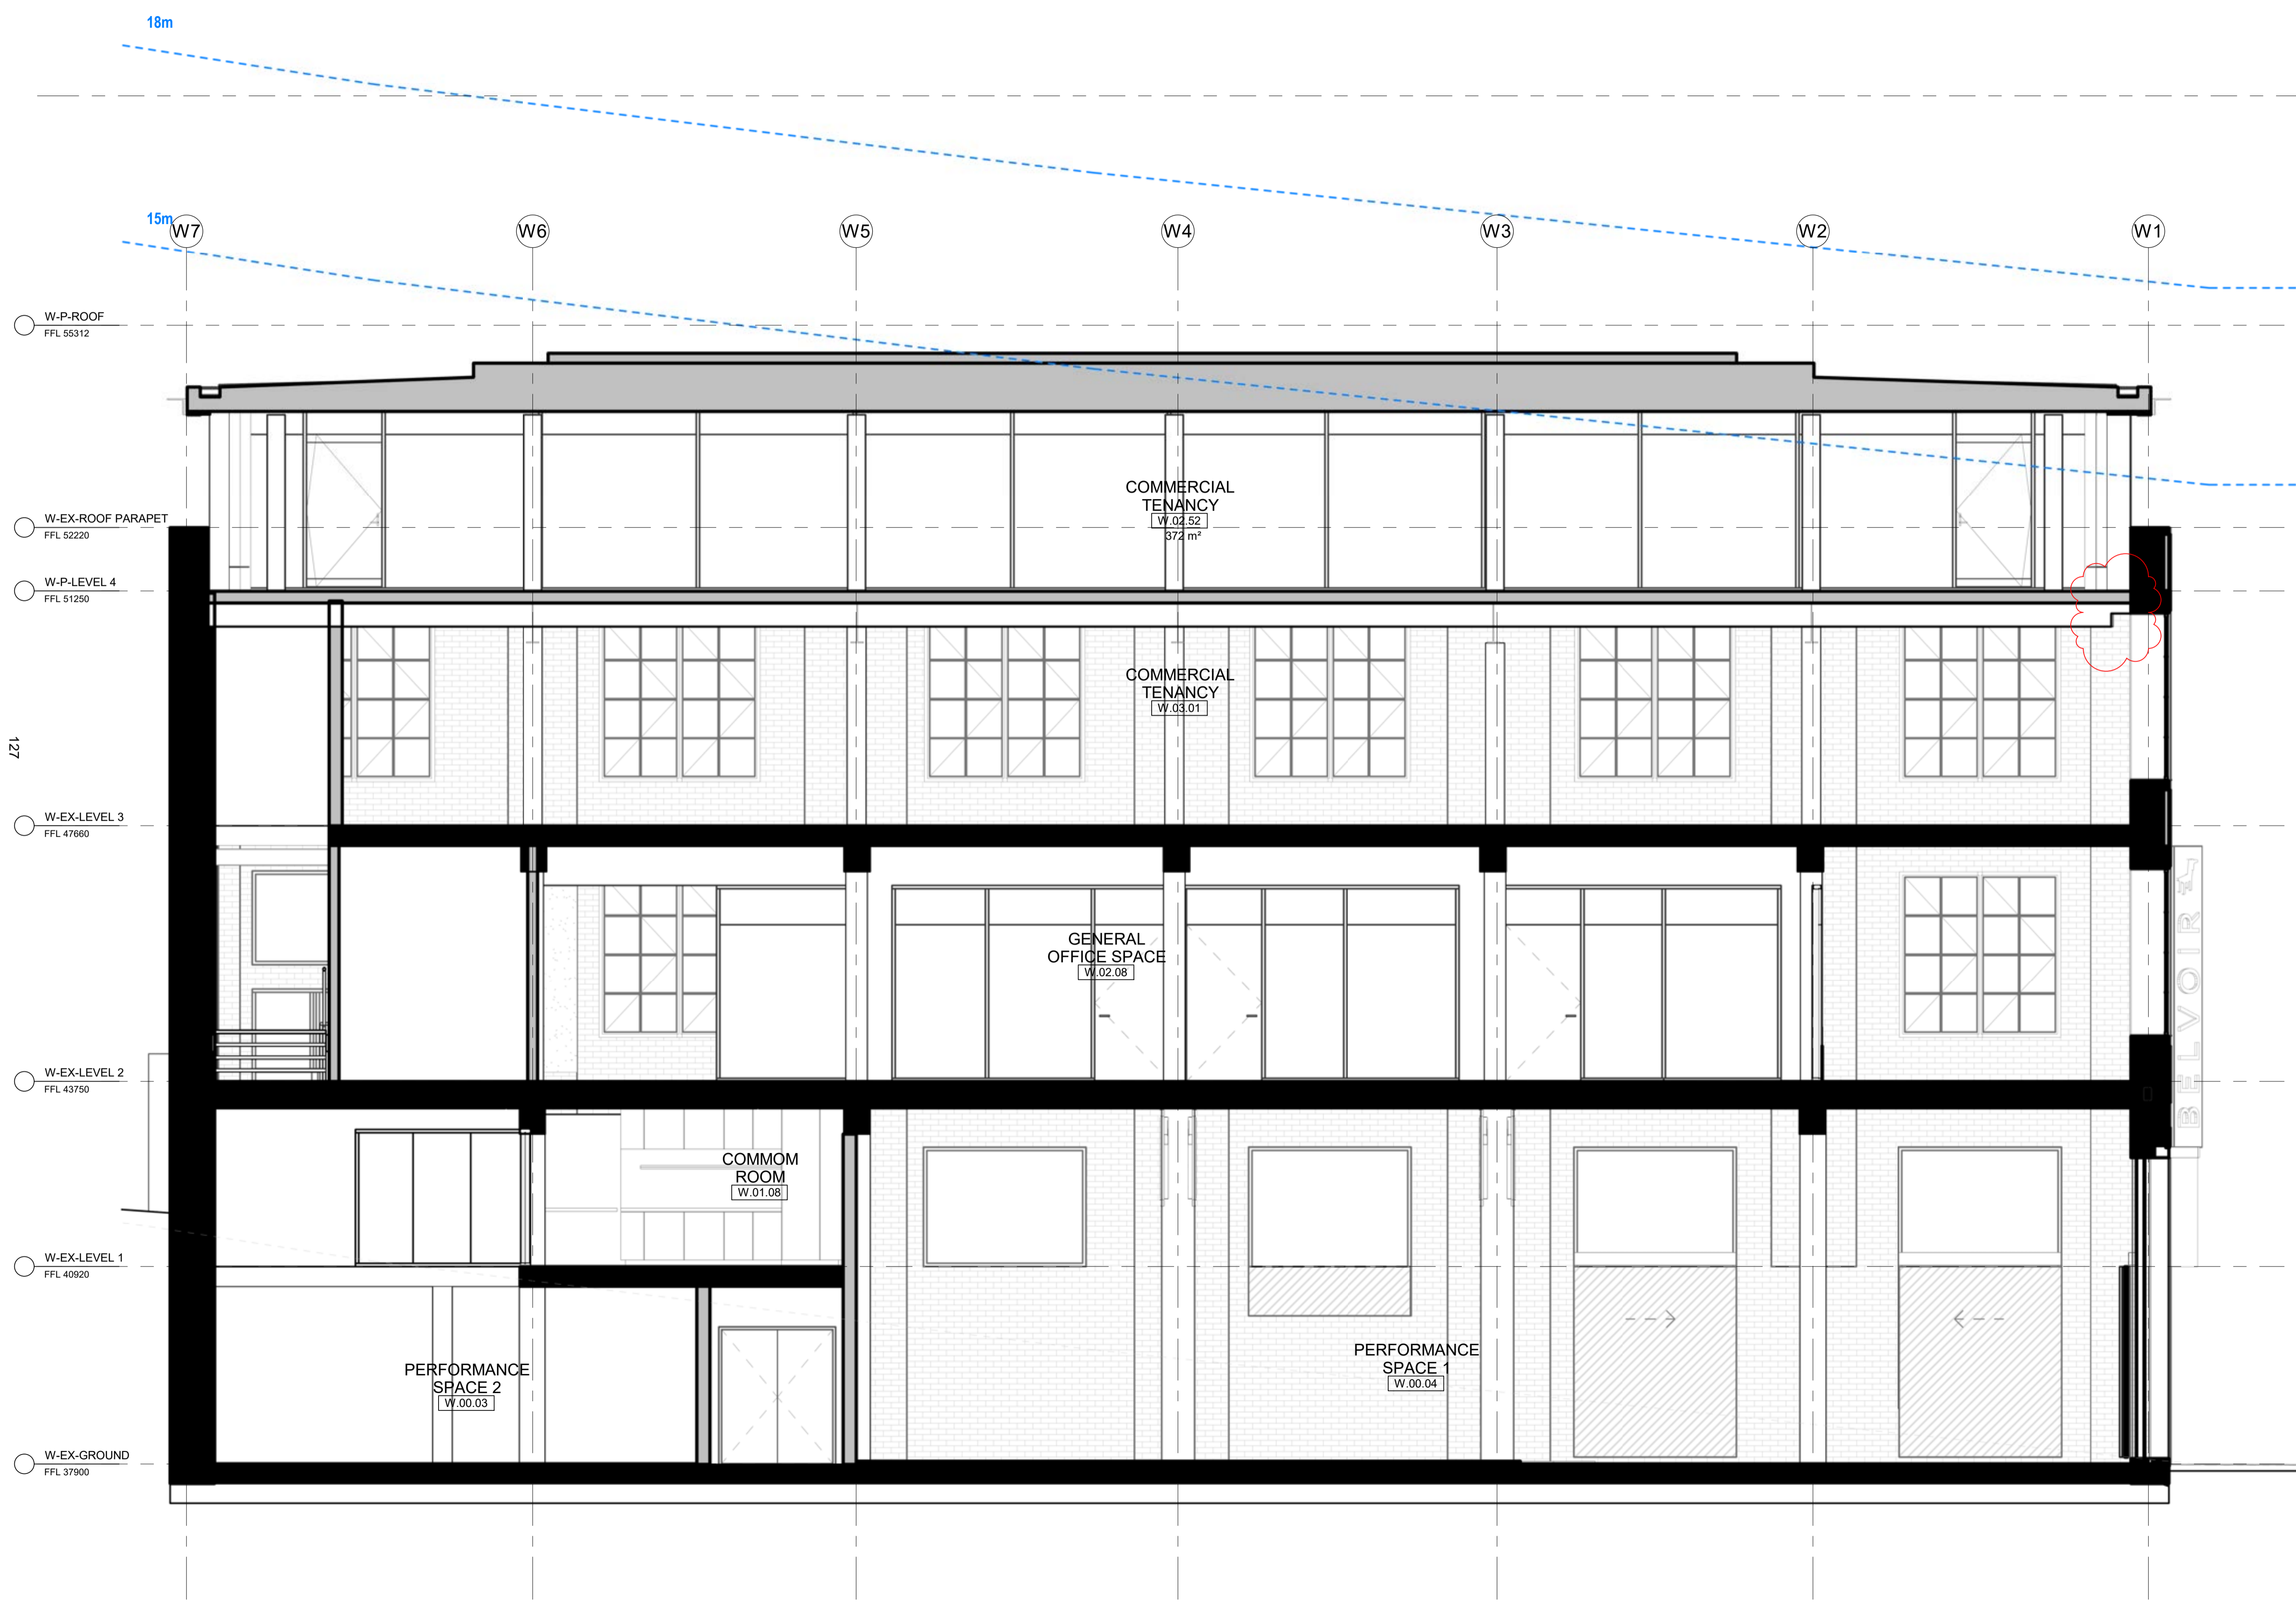 18m
15m
W7
W6
W5
W4
W3
W2
W1
W-P-ROOF
FFL 55312
W-EX-ROOF PARAPET
FFL 52220
W-P-LEVEL 4
FFL 51250
W-EX-LEVEL 3
FFL 47660
W-EX-LEVEL 2
FFL 43750
W-EX-LEVEL 1
FFL 40920
W-EX-GROUND
FFL 37900
127
COMMERCIAL
TENANCY
W.02.52
372 m²
COMMERCIAL
TENANCY
W.03.01
GENERAL
OFFICE SPACE
W.02.08
BELVOIR
COMMOM
ROOM
W.01.08
PERFORMANCE
SPACE 2
W.00.03
PERFORMANCE
SPACE 1
W.00.04